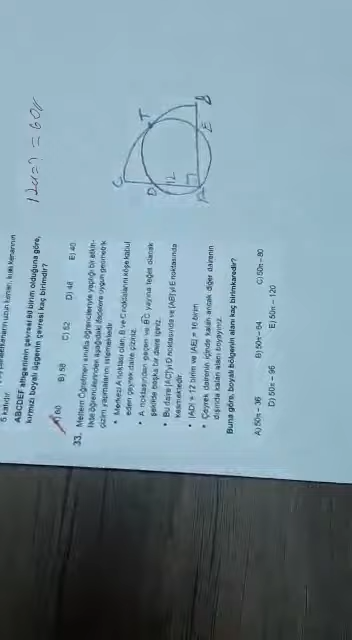 5 katıdır.
ABCDEF altıgeninin çevresi 80 birim olduğuna göre, kırmızı boyalı üçgenin çevresi kaç birimdir?
A) 60 B) 58 C) 52 D) 48 E) 40
33. Meltem Öğretmen sınıfta öğrencileriyle yaptığı bir etkin-
likte öğrencilerinden aşağıdaki ifadelere uygun geometrik
çizim yapmalarını istemektedir.
• Merkezi A noktası olan, B ve C noktalarını köşe kabul
eden çeyrek daire çiziniz.
• A noktasından geçen ve BC yayına teğet olacak
şekilde başka bir daire çiziniz.
• Bu daire [AC]'yi D noktasında ve [AB]'yi E noktasında
kesmektedir.
• |AD| = 12 birim ve |AE| = 16 birim
• Çeyrek dairenin içinde kalan ancak diğer dairenin
dışında kalan alanı boyayınız.
Buna göre, boyalı bölgenin alanı kaç birimkaredir?
A) 50π – 36 B) 50π – 64 C) 50π – 80
D) 50π – 96 E) 50π – 120
C
T
D
12
A
E
B